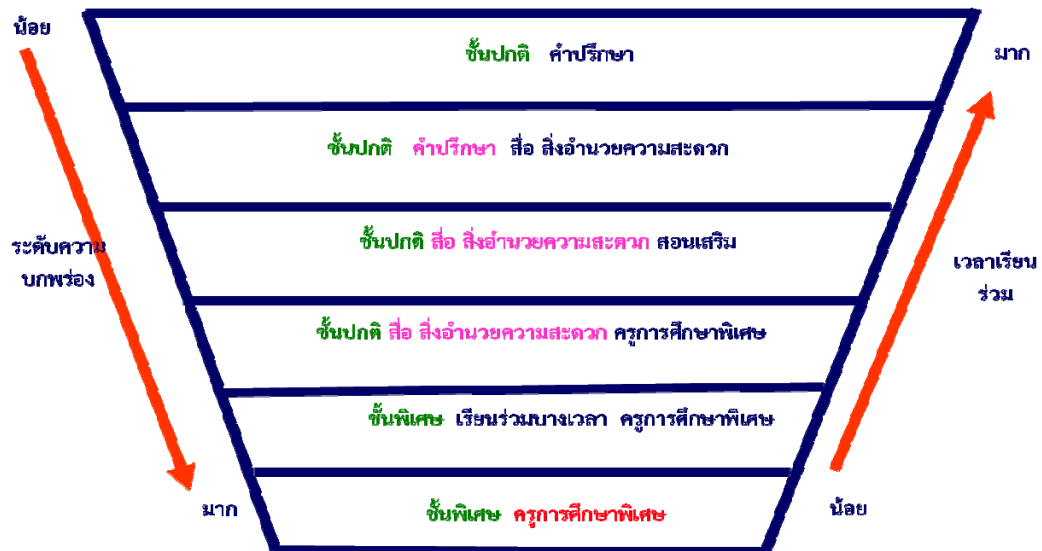 น้อย
ชั้นปกติ คำปรึกษา
มาก
ชั้นปกติ คำปรึกษา สื่อ สิ่งอำนวยความสะดวก
ชั้นปกติ สื่อ สิ่งอำนวยความสะดวก สอนเสริม
ระดับความ
บกพร่อง
เวลาเรียน
ร่วม
ชั้นปกติ สื่อ สิ่งอำนวยความสะดวก ครูการศึกษาพิเศษ
ชั้นพิเศษ เรียนร่วมบางเวลา ครูการศึกษาพิเศษ
มาก
ชั้นพิเศษ ครูการศึกษาพิเศษ
น้อย